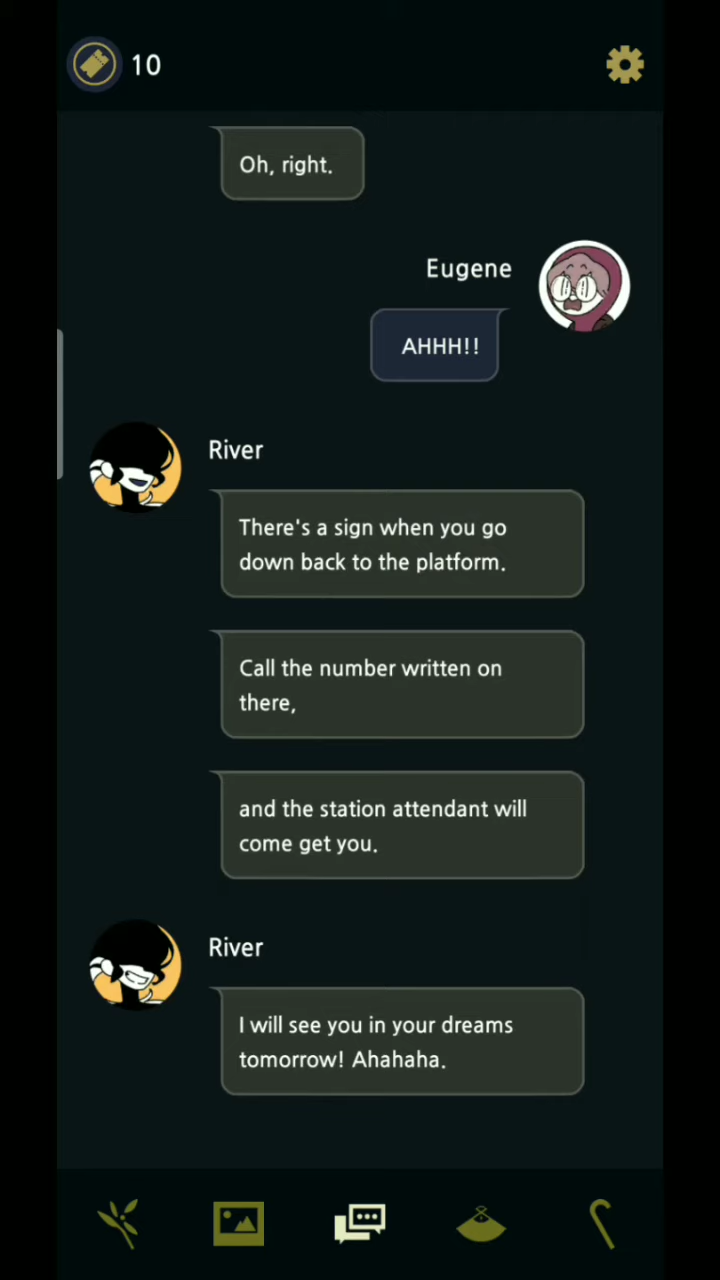 10
Oh, right.
Eugene
AHHH!!
River
There's a sign when you go
down back to the platform.
Call the number written on
there,
and the station attendant will
come get you.
River
I will see you in your dreams
tomorrow! Ahahaha.